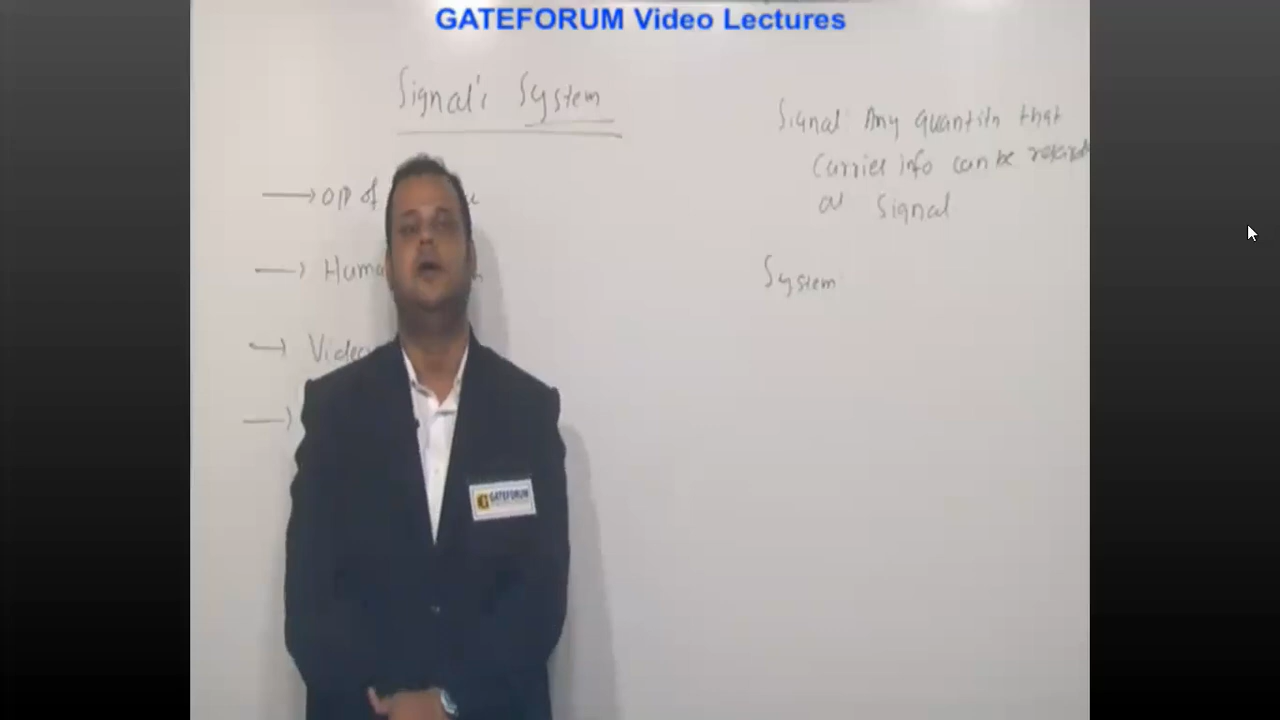 GATEFORUM Video Lectures
Signal's System
Signal: Any quantity that
Carries info can be
as Signal
→ O/P of
→ Huma
→ Video
→
System:
GATEFORUM